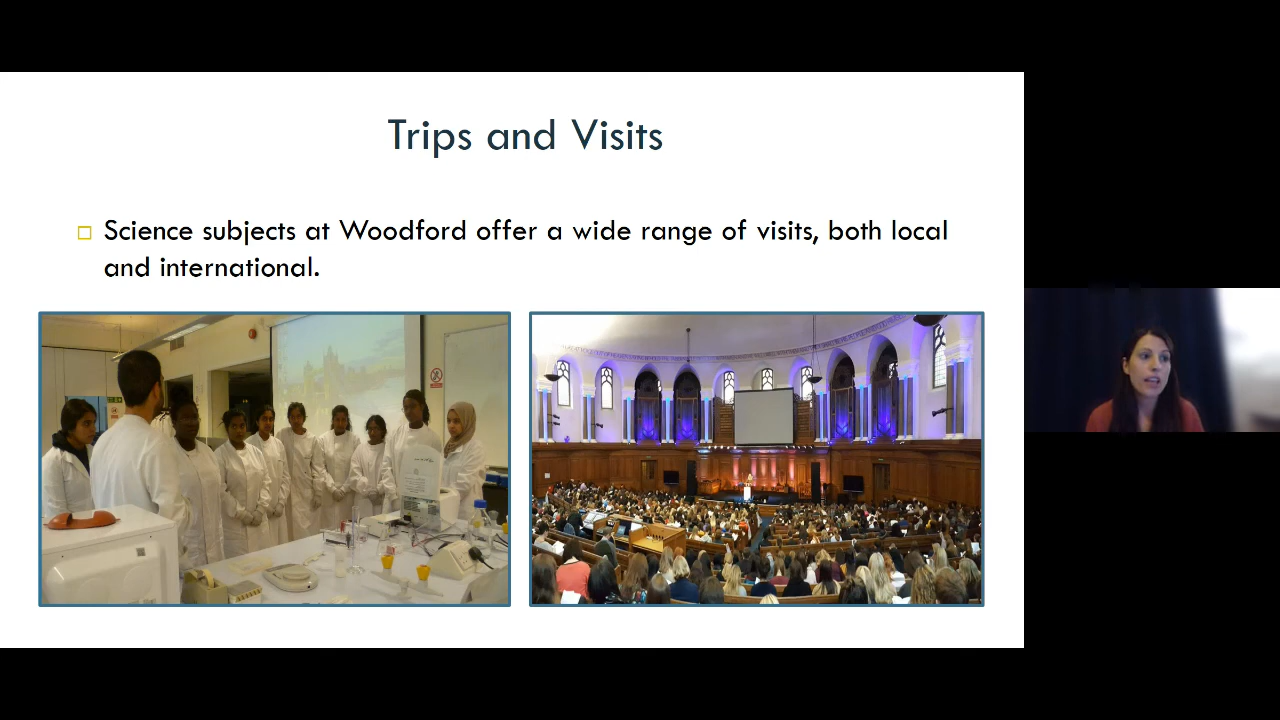 Trips and Visits
Science subjects at Woodford offer a wide range of visits, both local
and international.